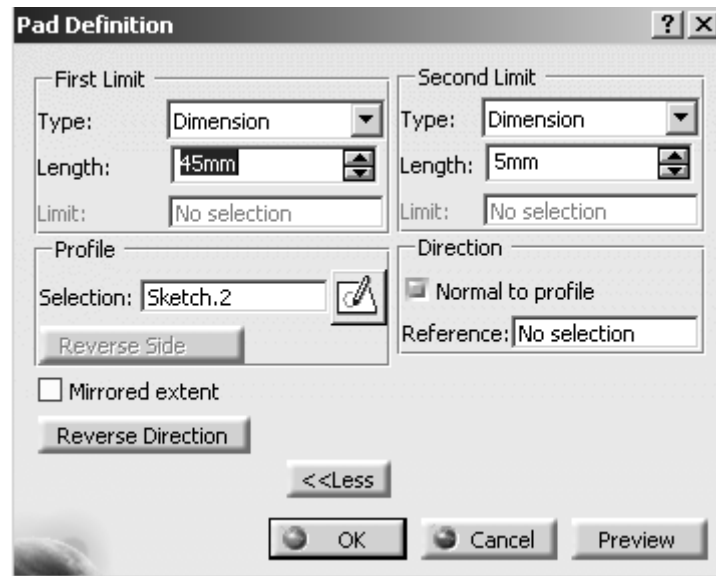 Pad Definition
First Limit
Type: Dimension
Length: 45mm
Limit: No selection
Second Limit
Type: Dimension
Length: 5mm
Limit: No selection
Profile
Selection: Sketch.2
Reverse Side
Direction
Normal to profile
Reference: No selection
Mirrored extent
Reverse Direction
<<Less
OK Cancel Preview